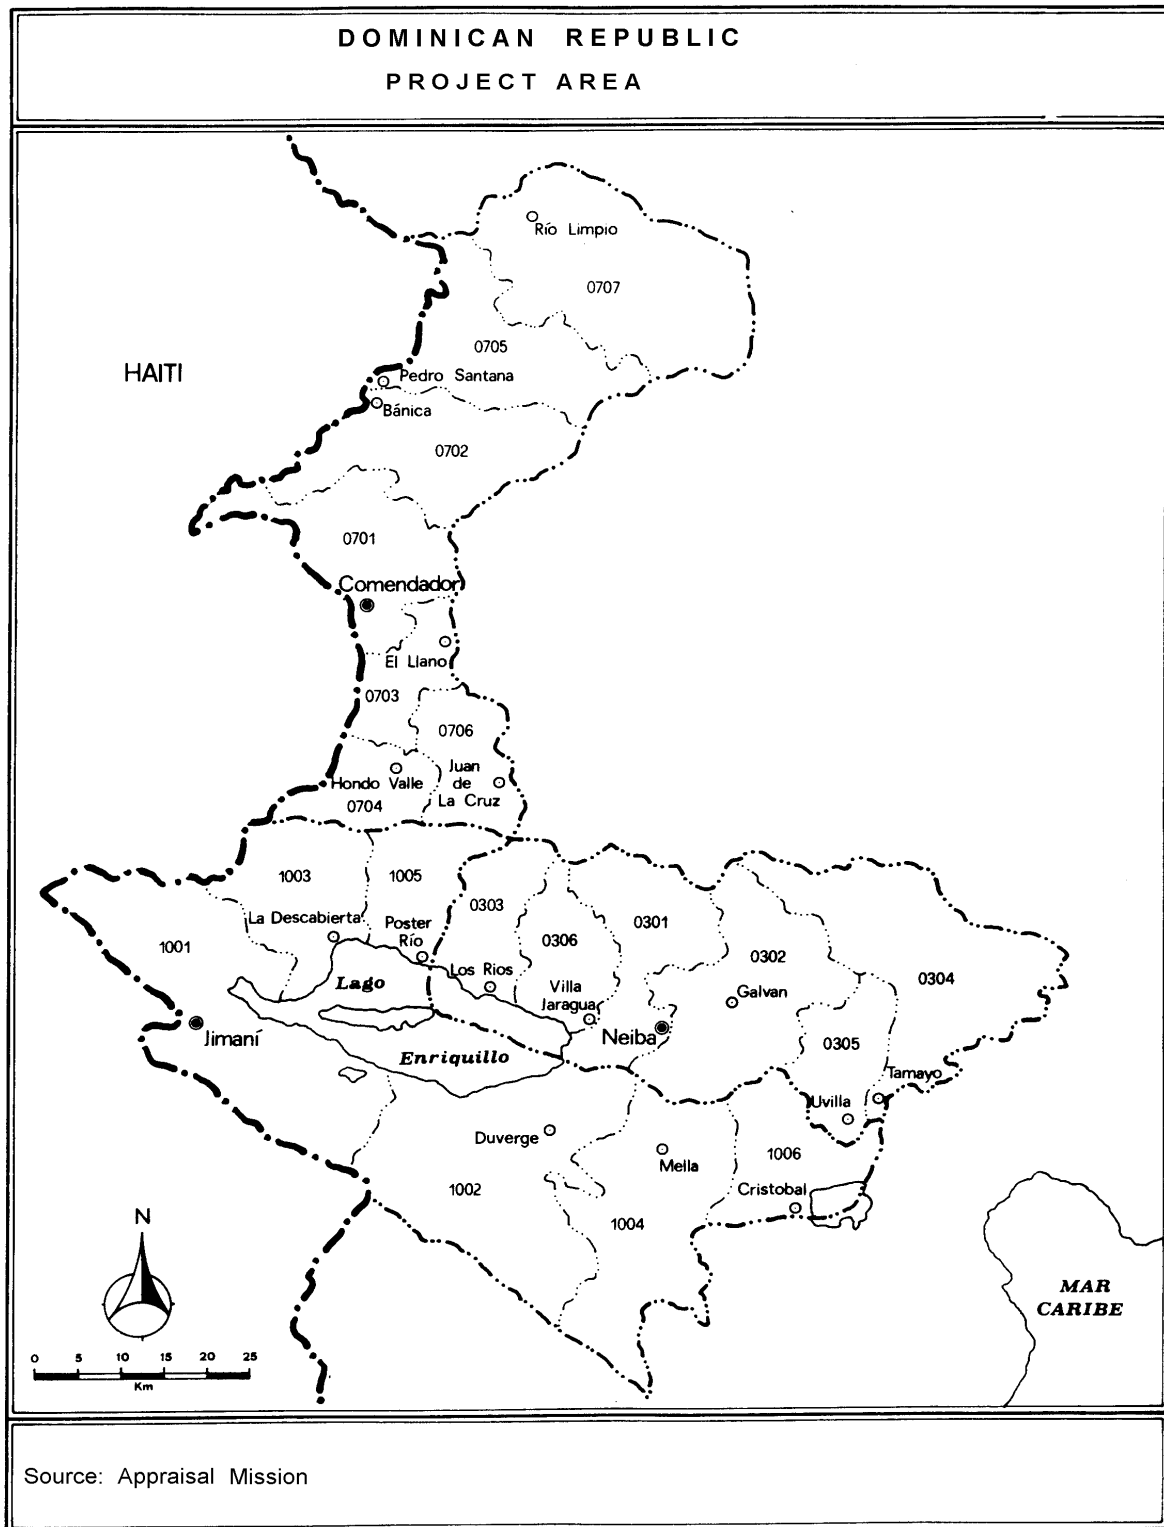 DOMINICAN REPUBLIC
PROJECT AREA
Río Limpio
0707
0705
HAITI
Pedro Santana
Bánica
0702
0701
Comendador
El Llano
0703
0706
Hondo Valle
Juan
de
La Cruz
0704
1003
1005
0303
0301
La Descabierta
Poster
Río
0306
1001
0302
0304
Los Rios
Lago
Villa
Jaragua
Galvan
Jimaní
Neiba
0305
Enriquillo
Tamayo
Uvilla
Duverge
1006
Mella
1002
Cristobal
1004
N
MAR
CARIBE
0 5 10 15 20 25
Km
Source: Appraisal Mission